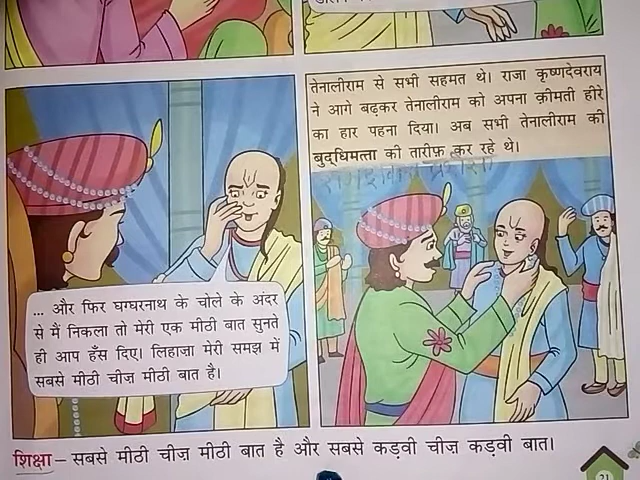 तेनालीराम से सभी सहमत थे। राजा कृष्णदेवराय
ने आगे बढ़कर तेनालीराम को अपना क़ीमती हीरे
का हार पहना दिया। अब सभी तेनालीराम की
बुद्धिमत्ता की तारीफ़ कर रहे थे।
... और फिर घग्घरनाथ के चोले के अंदर
से मैं निकला तो मेरी एक मीठी बात सुनते
ही आप हँस दिए। लिहाजा मेरी समझ में
सबसे मीठी चीज़ मीठी बात है।
शिक्षा – सबसे मीठी चीज़ मीठी बात है और सबसे कड़वी चीज़ कड़वी बात।
21